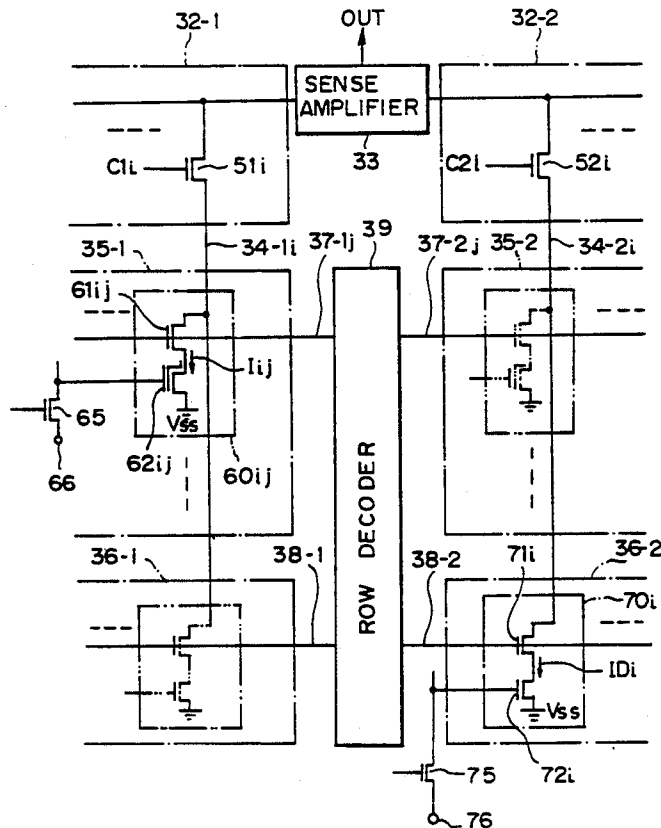 32-1
OUT
32-2
SENSE
AMPLIFIER
33
C1i
51i
C2i
52i
35-1
34-1i
37-1j
39
37-2j
35-2
34-2i
61ij
Iij
65
Vss
66
62ij
60ij
ROW DECODER
36-1
38-1
38-2
71i
36-2
70i
IDi
Vss
75
72i
76